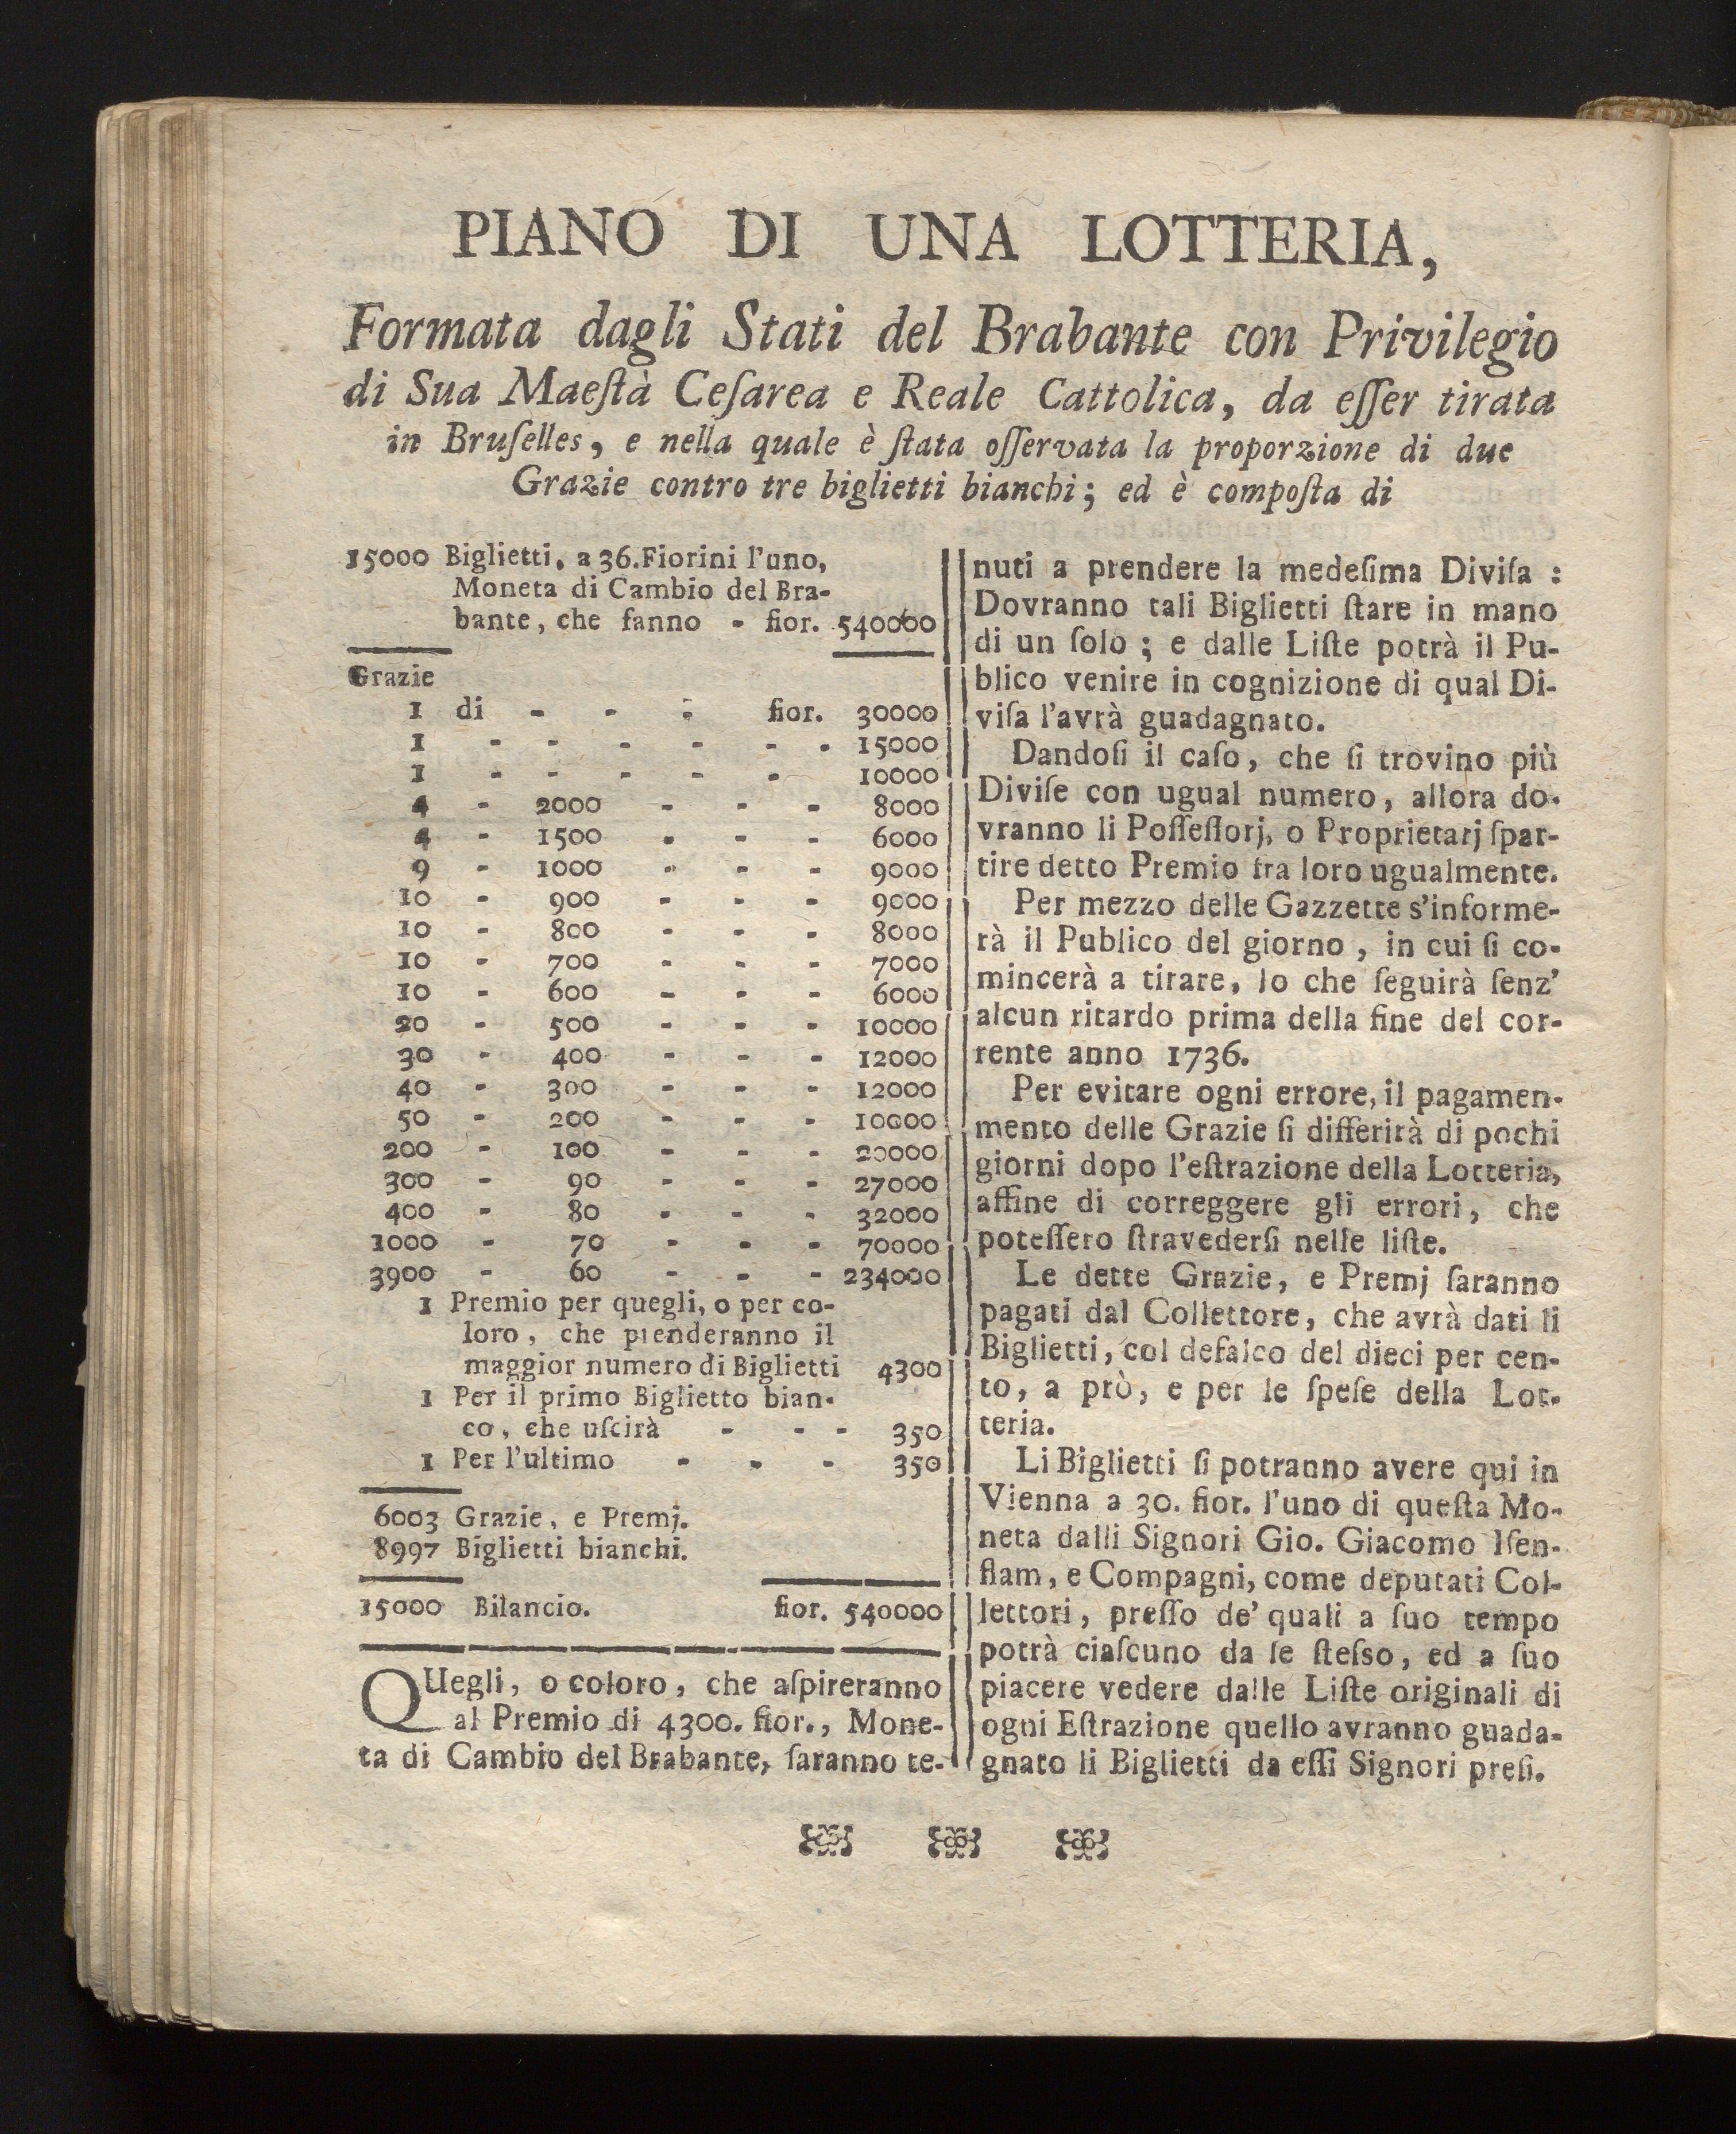 PIANO DI UNA LOTTERIA,
Formata dagli Stati del Brabante con Privilegio
di Sua Maeſtà Ceſarea e Reale Cattolica, da eſſer tirata
in Bruſelles, e nella quale è ſtata oſſervata la proporzione di due
Grazie contro tre biglietti bianchi; ed è compoſta di
15000 Biglietti, a 36. Fiorini l'uno,
Moneta di Cambio del Bra-
bante, che fanno - fior. 540000
Grazie
1 di - - - fior. 30000
1 - - - - - - 15000
1 - - - - - 10000
4 - 2000 - - - 8000
4 - 1500 - - - 6000
9 - 1000 - - - 9000
10 - 900 - - - 9000
10 - 800 - - - 8000
10 - 700 - - - 7000
10 - 600 - - - 6000
20 - 500 - - - 10000
30 - 400 - - - 12000
40 - 300 - - - 12000
50 - 200 - - - 10000
200 - 100 - - - 20000
300 - 90 - - - 27000
400 - 80 - - - 32000
1000 - 70 - - - 70000
3900 - 60 - - - 234000
1 Premio per quegli, o per co-
loro, che prenderanno il
maggior numero di Biglietti 4300
1 Per il primo Biglietto bian-
co, che uſcirà - - - 350
1 Per l'ultimo - - - 350
6003 Grazie, e Premj.
8997 Biglietti bianchi.
15000 Bilancio. fior. 540000
QUegli, o coloro, che aſpireranno
al Premio di 4300. fior., Mone-
ta di Cambio del Brabante, ſaranno te-
nuti a prendere la medeſima Diviſa :
Dovranno tali Biglietti ſtare in mano
di un ſolo ; e dalle Liſte potrà il Pu-
blico venire in cognizione di qual Di-
viſa l'avrà guadagnato.
Dandoſi il caſo, che ſi trovino più
Diviſe con ugual numero, allora do-
vranno li Poſſeſſorj, o Proprietarj ſpar-
tire detto Premio tra loro ugualmente.
Per mezzo delle Gazzette s'informe-
rà il Publico del giorno, in cui ſi co-
mincerà a tirare, lo che ſeguirà ſenz'
alcun ritardo prima della fine del cor-
rente anno 1736.
Per evitare ogni errore, il pagamen-
mento delle Grazie ſi differirà di pochi
giorni dopo l'eſtrazione della Lotteria,
affine di correggere gli errori, che
poteſſero ſtravederſi nelle liſte.
Le dette Grazie, e Premj ſaranno
pagati dal Collettore, che avrà dati li
Biglietti, col defalco del dieci per cen-
to, a prò, e per le ſpeſe della Lot-
teria.
Li Biglietti ſi potranno avere qui in
Vienna a 30. fior. l'uno di queſta Mo-
neta dalli Signori Gio. Giacomo Iſen-
flam, e Compagni, come deputati Col-
lettori, preſſo de' quali a ſuo tempo
potrà ciaſcuno da ſe ſteſso, ed a ſuo
piacere vedere dalle Liſte originali di
ogni Eſtrazione quello avranno guada-
gnato li Biglietti da eſſi Signori preſi.